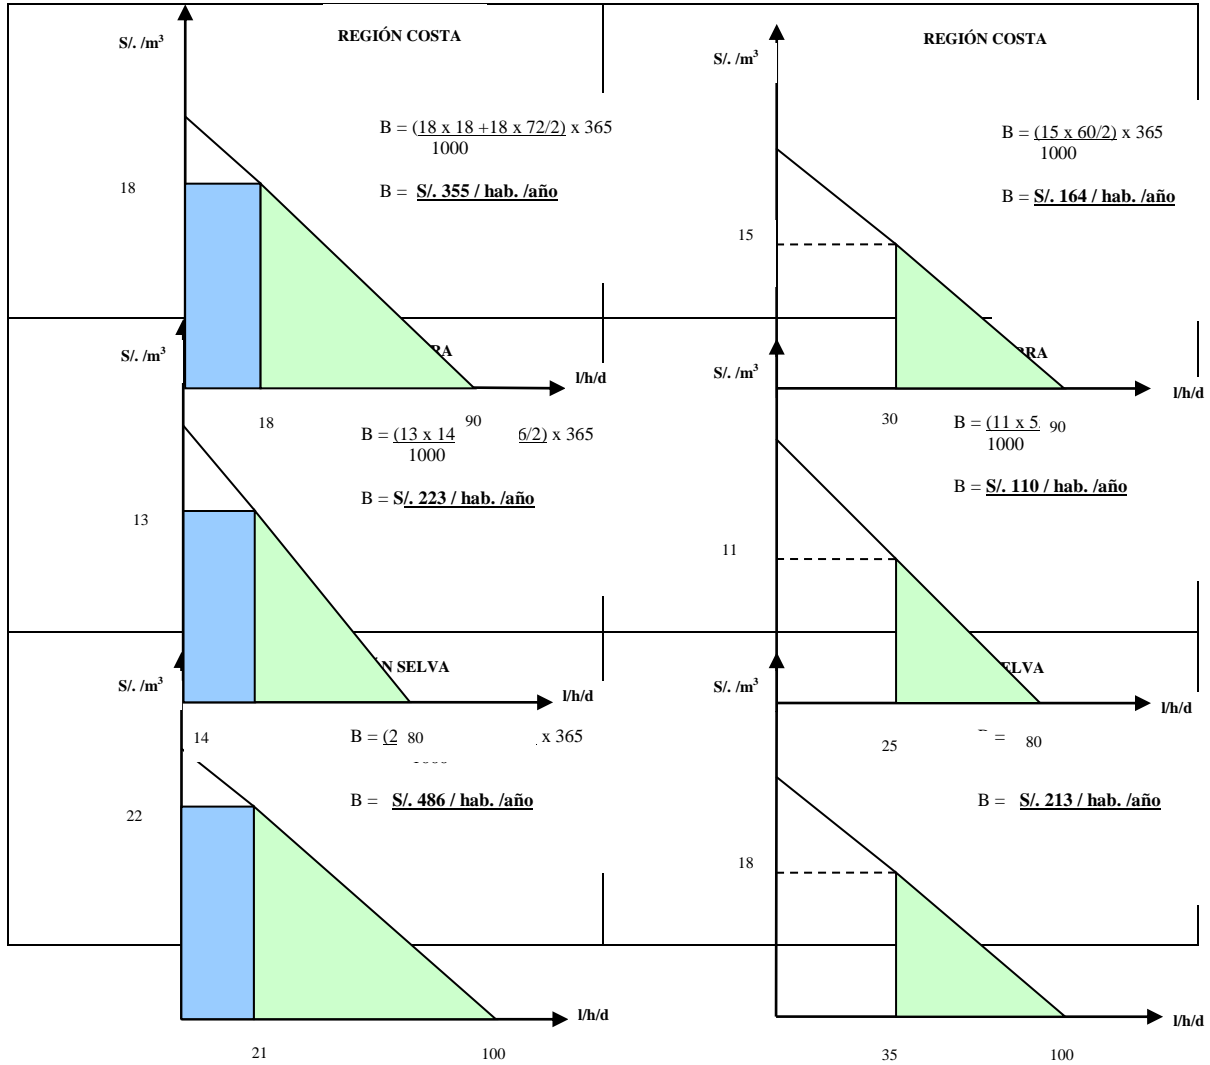 REGIÓN COSTA
S/. /m³
B = (18 x 18 +18 x 72/2) x 365
1000
B = S/. 355 / hab. /año
18
l/h/d
18
90
REGIÓN COSTA
S/. /m³
B = (15 x 60/2) x 365
1000
B = S/. 164 / hab. /año
15
l/h/d
30
90
S/. /m³
B = (13 x 14
6/2) x 365
1000
B = S/. 223 / hab. /año
13
l/h/d
14
80
S/. /m³
B = (11 x 5
1000
B = S/. 110 / hab. /año
11
l/h/d
25
80
N SELVA
S/. /m³
B = (2
x 365
B = S/. 486 / hab. /año
22
l/h/d
21
100
ELVA
S/. /m³
B = S/. 213 / hab. /año
18
l/h/d
35
100